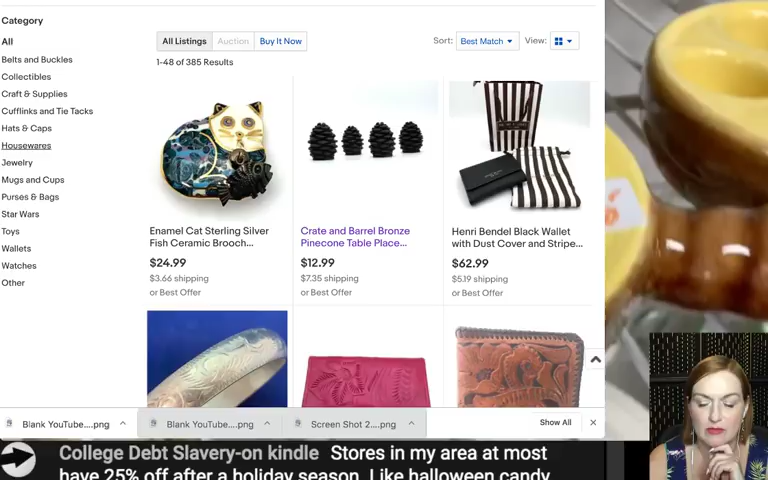 Category
All
Belts and Buckles
Collectibles
Craft & Supplies
Cufflinks and Tie Tacks
Hats & Caps
Housewares
Jewelry
Mugs and Cups
Purses & Bags
Star Wars
Toys
Wallets
Watches
Other
All Listings Auction Buy It Now
Sort: Best Match View:
1-48 of 385 Results
Enamel Cat Sterling Silver
Fish Ceramic Brooch...
$24.99
$3.66 shipping
or Best Offer
Crate and Barrel Bronze
Pinecone Table Place...
$12.99
$7.35 shipping
or Best Offer
Henri Bendel Black Wallet
with Dust Cover and Stripe...
$62.99
$5.19 shipping
or Best Offer
Blank YouTube....png
Blank YouTube....png
Screen Shot 2....png
Show All
College Debt Slavery-on kindle Stores in my area at most
have 25% off after a holiday season. Like halloween candy